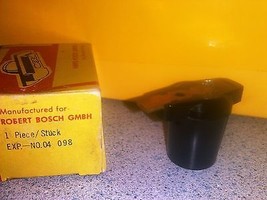 Manufactured for
ROBERT BOSCH GMBH
1 Piece/Stück
EXP.-NO.04 098